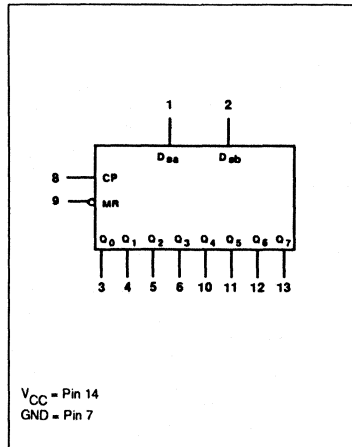 1 2
Dsa Dsb
8 CP
9 MR
Q0 Q1 Q2 Q3 Q4 Q5 Q6 Q7
3 4 5 6 10 11 12 13
VCC = Pin 14
GND = Pin 7